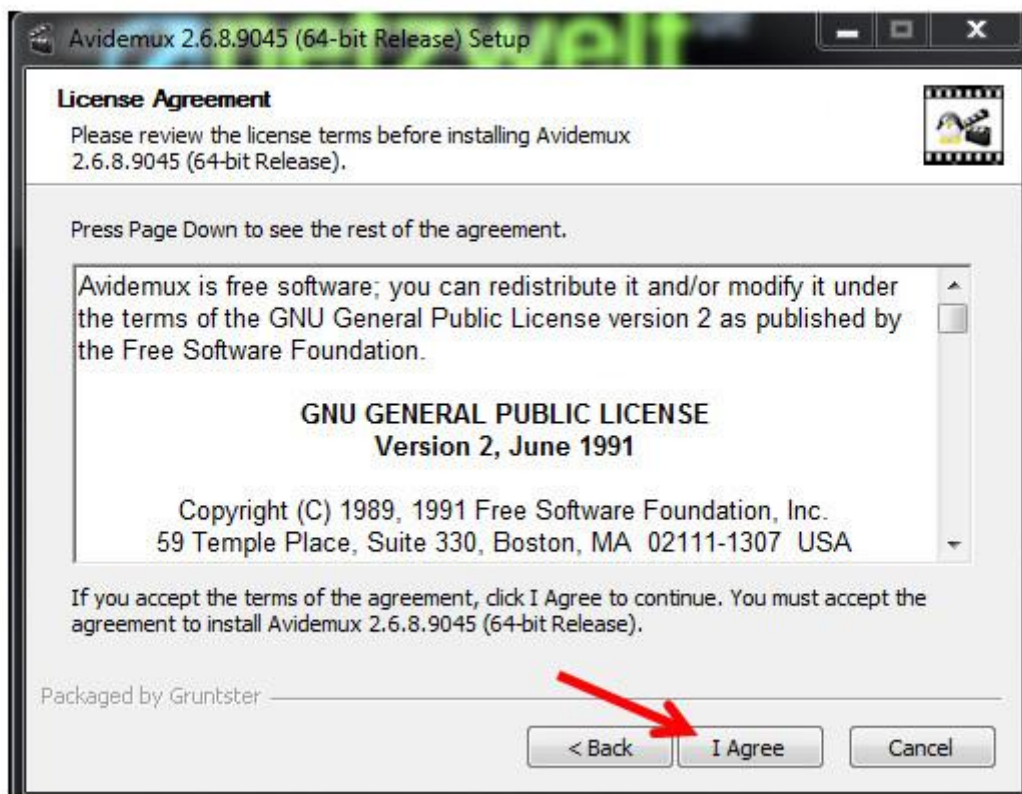 Avidemux 2.6.8.9045 (64-bit Release) Setup
netzwelt
License Agreement
Please review the license terms before installing Avidemux
2.6.8.9045 (64-bit Release).
Press Page Down to see the rest of the agreement.
Avidemux is free software; you can redistribute it and/or modify it under
the terms of the GNU General Public License version 2 as published by
the Free Software Foundation.
GNU GENERAL PUBLIC LICENSE
Version 2, June 1991
Copyright (C) 1989, 1991 Free Software Foundation, Inc.
59 Temple Place, Suite 330, Boston, MA  02111-1307  USA
If you accept the terms of the agreement, click I Agree to continue. You must accept the
agreement to install Avidemux 2.6.8.9045 (64-bit Release).
Packaged by Gruntster
< Back
I Agree
Cancel